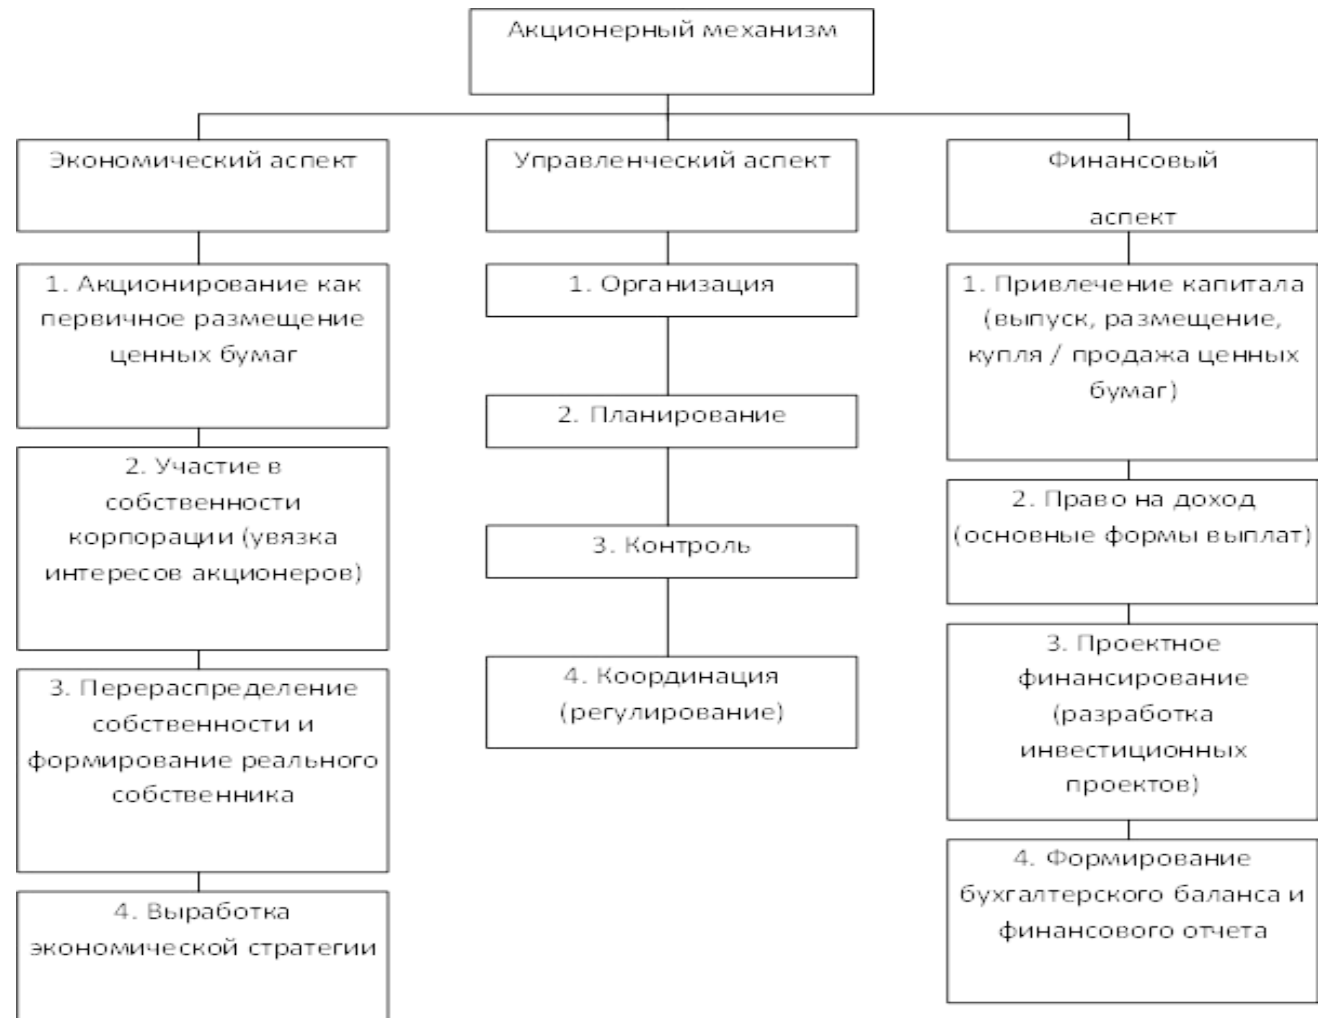 Акционерный механизм
Экономический аспект
1. Акционирование как
первичное размещение
ценных бумаг
2. Участие в
собственности
корпорации (увязка
интересов акционеров)
3. Перераспределение
собственности и
формирование реального
собственника
4. Выработка
экономической стратегии
Управленческий аспект
1. Организация
2. Планирование
3. Контроль
4. Координация
(регулирование)
Финансовый
аспект
1. Привлечение капитала
(выпуск, размещение,
купля / продажа ценных
бумаг)
2. Право на доход
(основные формы выплат)
3. Проектное
финансирование
(разработка
инвестиционных
проектов)
4. Формирование
бухгалтерского баланса и
финансового отчета